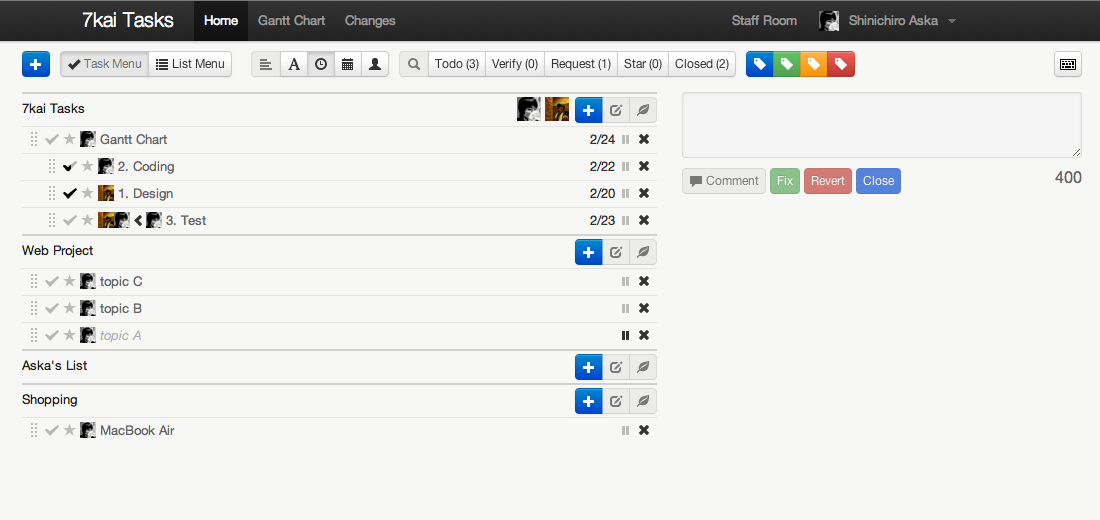 7kai Tasks Home Gantt Chart Changes Staff Room Shinichiro Aska
Task Menu List Menu A Todo (3) Verify (0) Request (1) Star (0) Closed (2)
7kai Tasks
Gantt Chart 2/24
2. Coding 2/22
1. Design 2/20
3. Test 2/23
Web Project
topic C
topic B
topic A
Aska's List
Shopping
MacBook Air
Comment Fix Revert Close 400